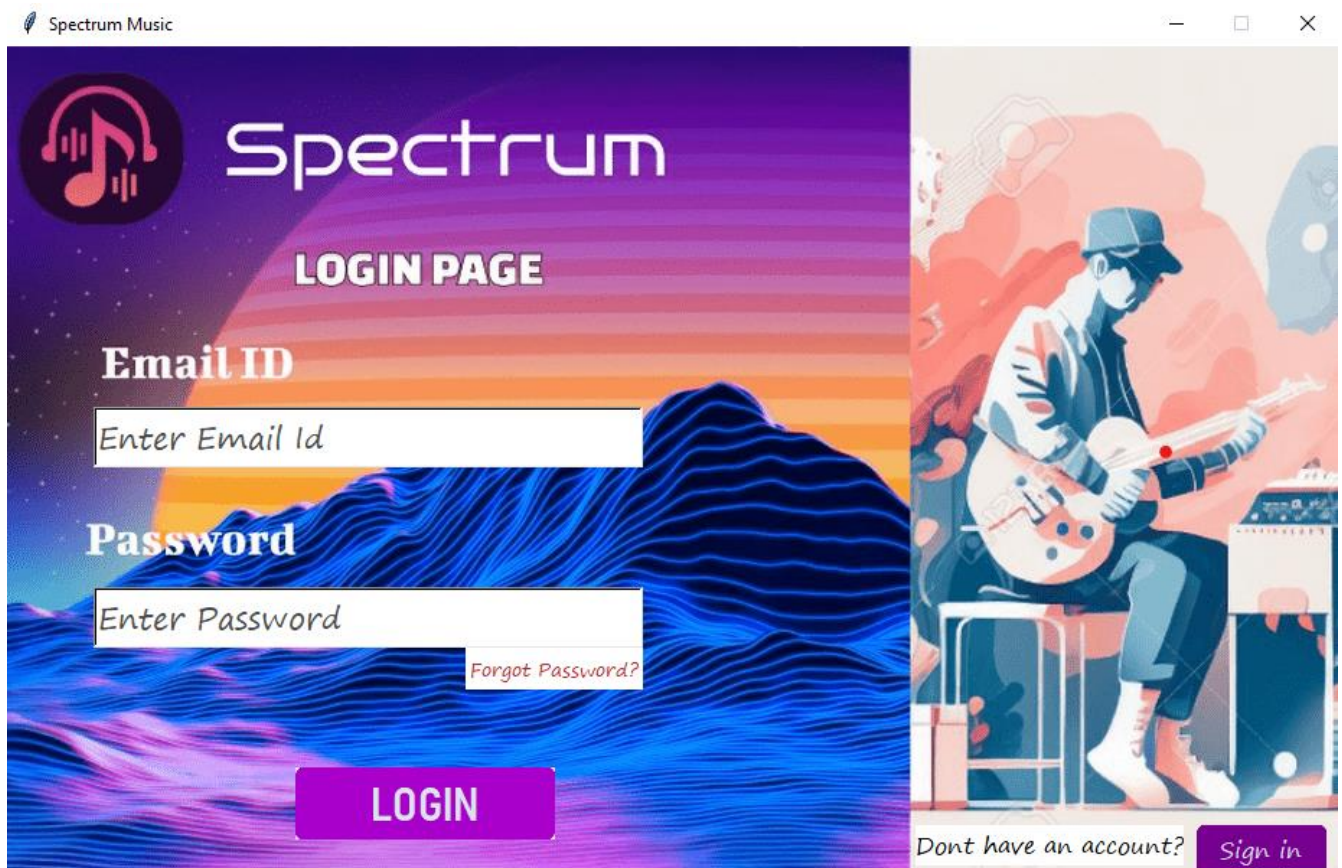 Spectrum Music
Spectrum
LOGIN PAGE
Email ID
Enter Email Id
Password
Enter Password
Forgot Password?
LOGIN
Dont have an account?
Sign in